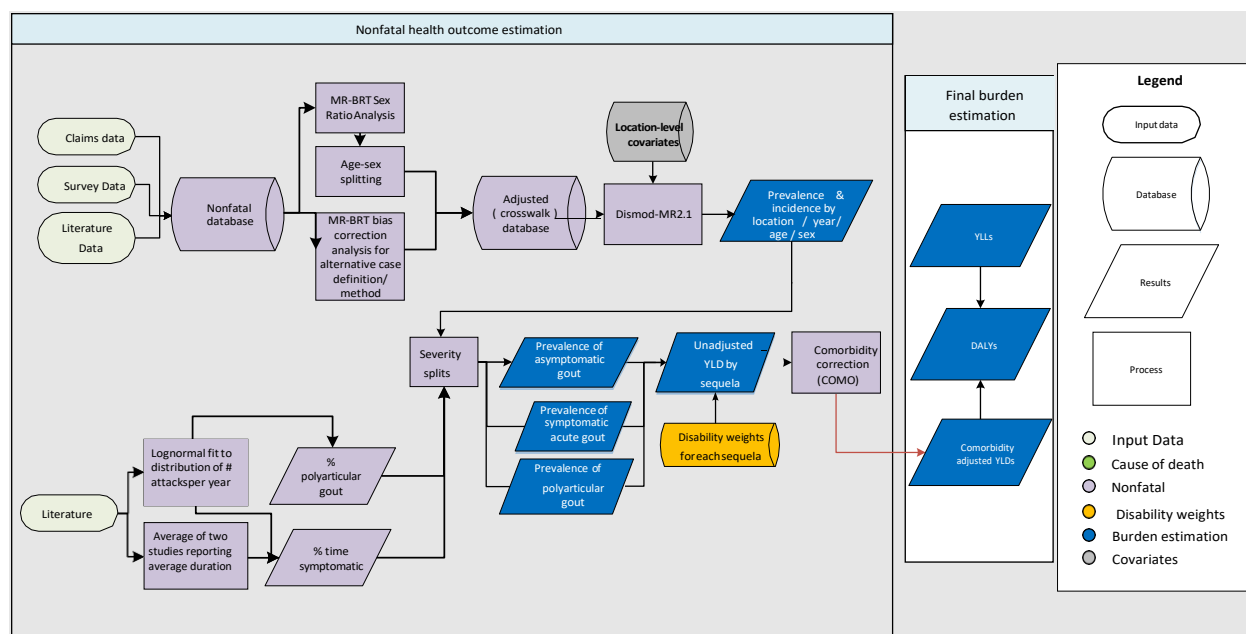 Nonfatal health outcome estimation
Claims data
Survey Data
Literature
Data
Nonfatal
database
MR-BRT Sex
Ratio Analysis
Age-sex
splitting
MR-BRT bias
correction
analysis for
alternative case
definition/
method
Adjusted
( crosswalk )
database
Location-level
covariates
Dismod-MR2.1
Prevalence &
incidence by
location / year/
age / sex
Severity
splits
Prevalence of
asymptomatic
gout
Prevalence of
symptomatic
acute gout
Prevalence of
polyarticular
gout
Unadjusted
YLD by
sequela
Disability weights
for each sequela
Comorbidity
correction
(COMO)
Literature
Lognormal fit to
distribution of #
attacksper year
Average of two
studies reporting
average duration
%
polyarticular
gout
% time
symptomatic
Final burden
estimation
YLLs
DALYs
Comorbidity
adjusted YLDs
Legend
Input data
Database
Results
Process
Input Data
Cause of death
Nonfatal
Disability weights
Burden estimation
Covariates